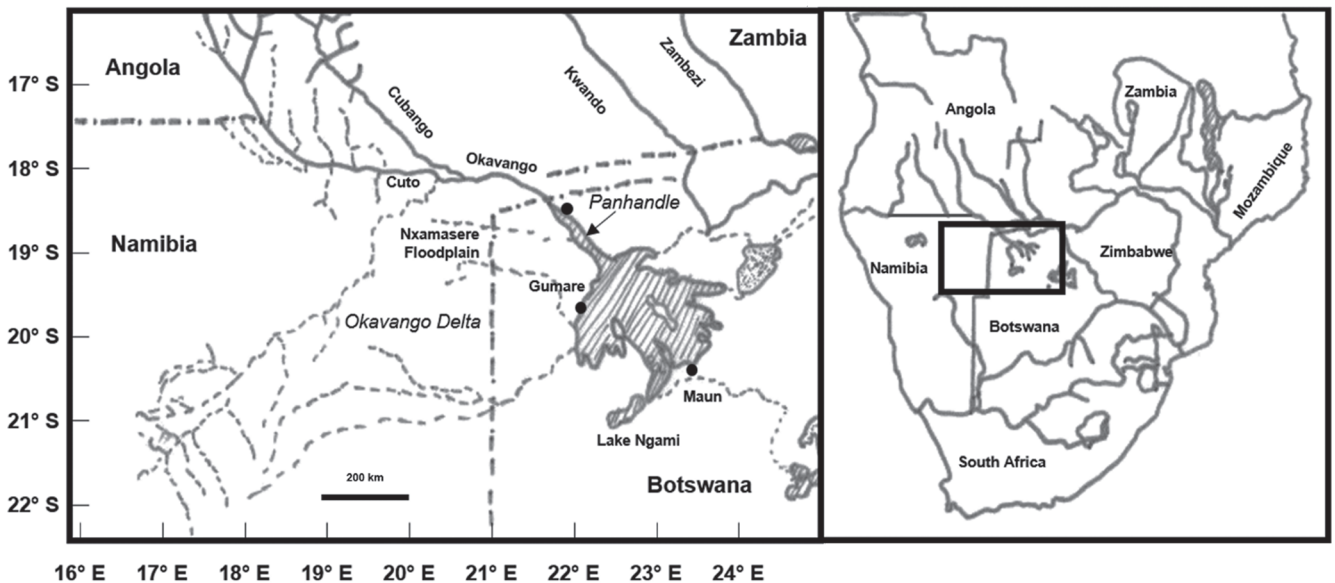 Angola
Zambia
17° S
18° S
19° S
20° S
21° S
22° S
Cubango
Kwando
Zambezi
Okavango
Cuto
Panhandle
Namibia
Nxamasere
Floodplain
Gumare
Okavango Delta
Maun
Lake Ngami
200 km
Botswana
16° E
17° E
18° E
19° E
20° E
21° E
22° E
23° E
24° E
Angola
Zambia
Mozambique
Namibia
Zimbabwe
Botswana
South Africa